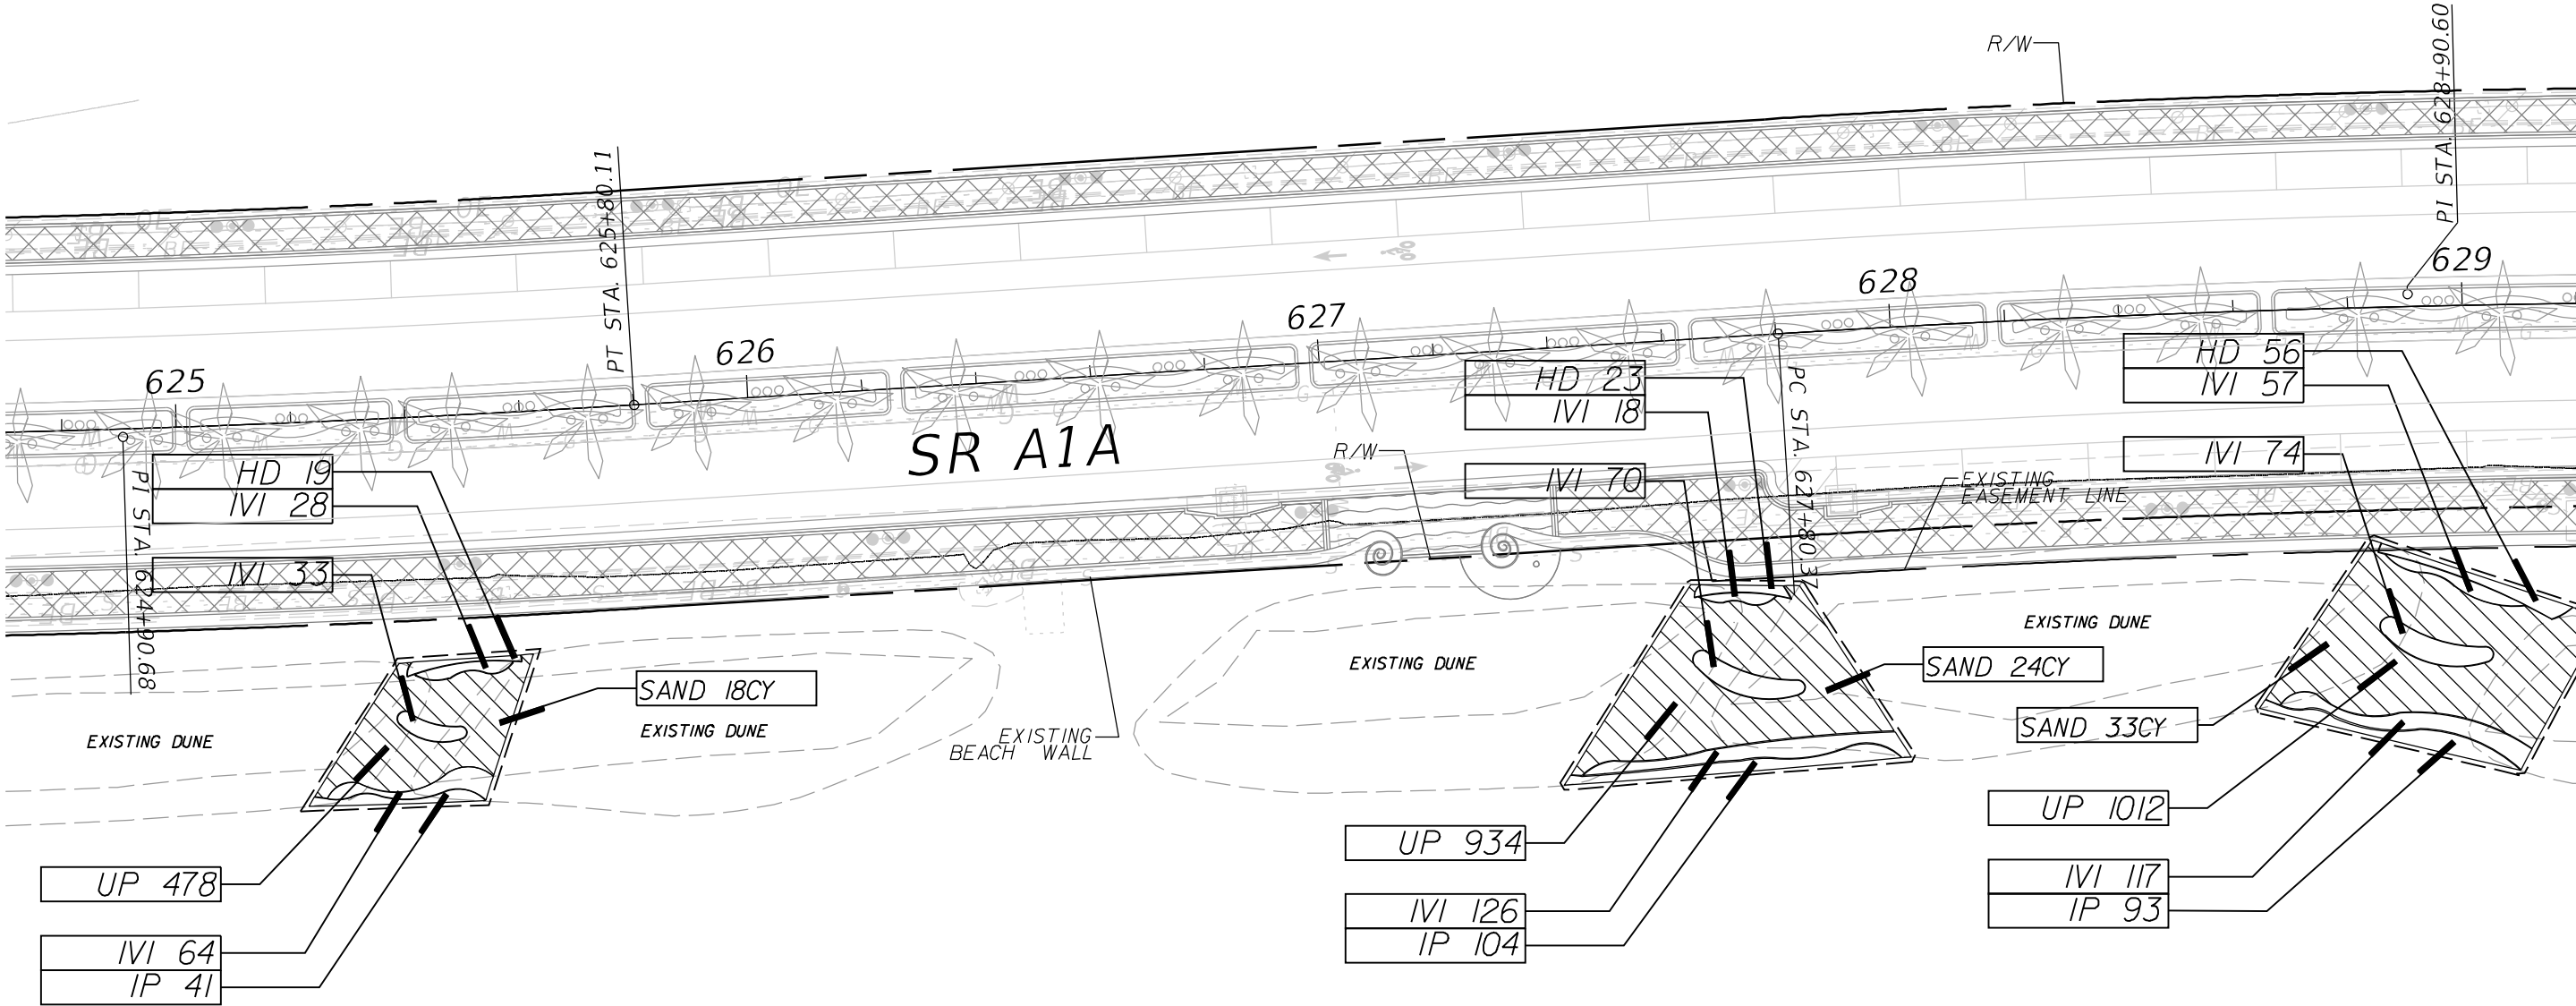 R/W
PI STA. 628+90.60
PT STA. 625+80.11
629
628
627
626
625
HD 56
IVI 57
HD 23
IVI 18
PC STA. 627+80.37
SR A1A
R/W
IVI 74
HD 19
IVI 28
PI STA. 624+90.68
IVI 70
EXISTING
EASEMENT LINE
IVI 33
EXISTING DUNE
EXISTING DUNE
SAND 24CY
SAND 18CY
SAND 33CY
EXISTING DUNE
EXISTING DUNE
EXISTING
BEACH WALL
UP 1012
UP 934
UP 478
IVI 117
IP 93
IVI 126
IP 104
IVI 64
IP 41